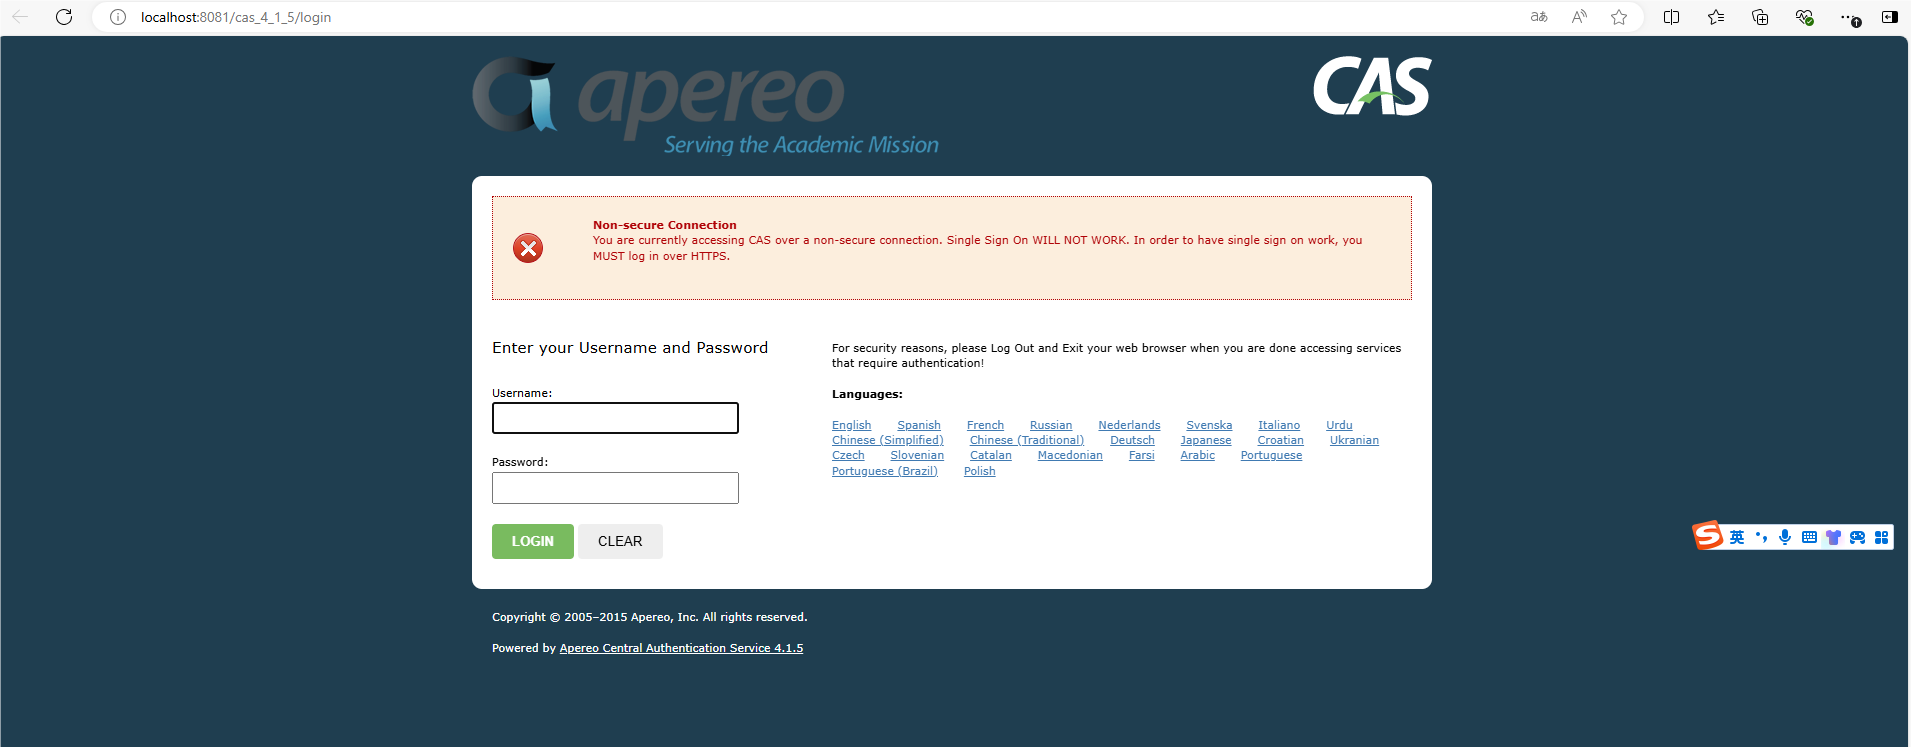 localhost:8081/cas_4_1_5/login
aあ
A
apereo
CAS
Serving the Academic Mission
Non-secure Connection
You are currently accessing CAS over a non-secure connection. Single Sign On WILL NOT WORK. In order to have single sign on work, you
MUST log in over HTTPS.
Enter your Username and Password
Username:
Password:
LOGIN CLEAR
For security reasons, please Log Out and Exit your web browser when you are done accessing services
that require authentication!
Languages:
English Spanish French Russian Nederlands Svenska Italiano Urdu
Chinese (Simplified) Chinese (Traditional) Deutsch Japanese Croatian Ukranian
Czech Slovenian Catalan Macedonian Farsi Arabic Portuguese
Portuguese (Brazil) Polish
S 英
Copyright © 2005–2015 Apereo, Inc. All rights reserved.
Powered by Apereo Central Authentication Service 4.1.5